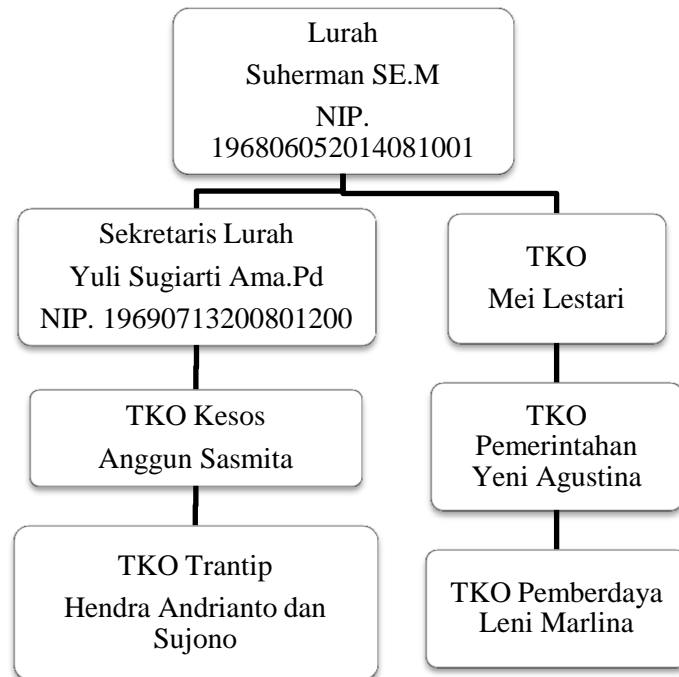 Lurah
Suherman SE.M
NIP.
196806052014081001
Sekretaris Lurah
Yuli Sugiarti Ama.Pd
NIP. 19690713200801200
TKO
Mei Lestari
TKO Kesos
Anggun Sasmita
TKO
Pemerintahan
Yeni Agustina
TKO Trantip
Hendra Andrianto dan
Sujono
TKO Pemberdaya
Leni Marlina